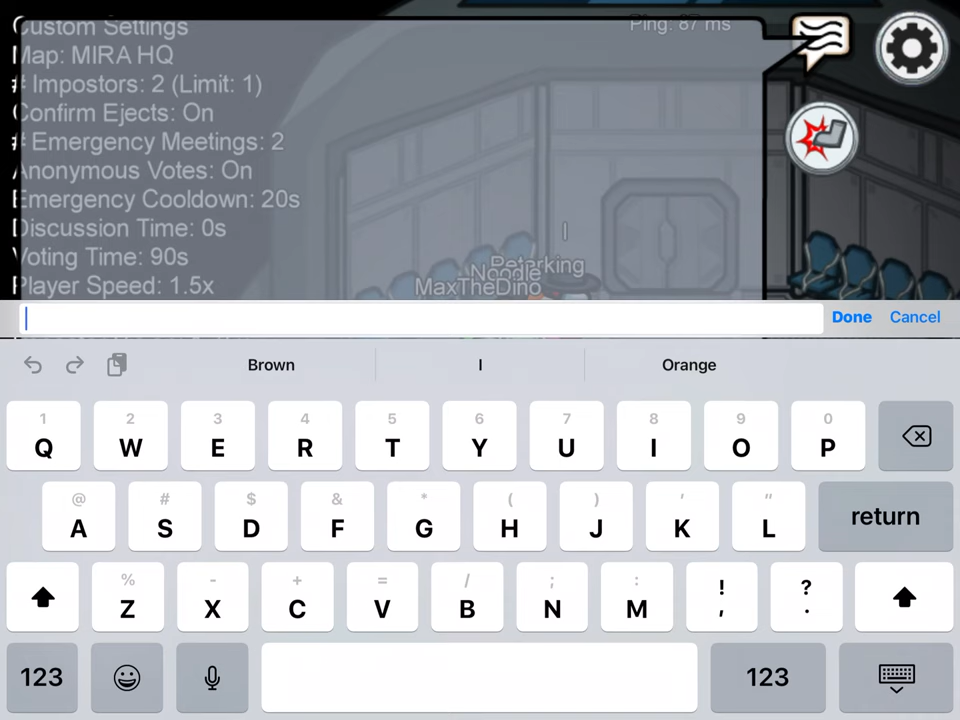 Custom Settings
Ping: 87 ms
Map: MIRA HQ
# Impostors: 2 (Limit: 1)
Confirm Ejects: On
# Emergency Meetings: 2
Anonymous Votes: On
Emergency Cooldown: 20s
Discussion Time: 0s
Voting Time: 90s
Player Speed: 1.5x
I
Peterking
Noodle
MaxTheDino
Done Cancel
Brown I Orange
1 2 3 4 5 6 7 8 9 0
Q W E R T Y U I O P
@ # $ & * ( ) ' "
A S D F G H J K L return
% - + = / ; : ! ?
Z X C V B N M , .
123 123